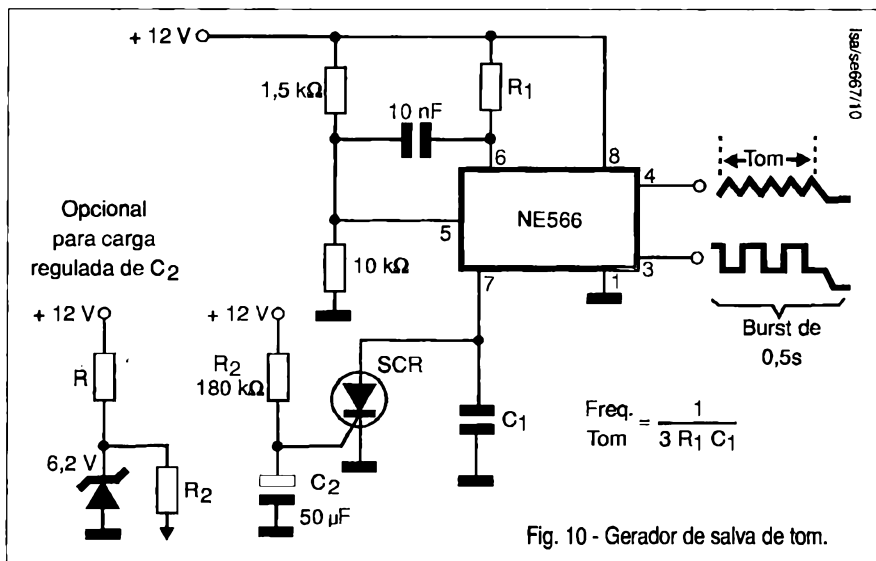 + 12 V
1,5 kΩ
R1
10 nF
6
8
4
Tom
lsa/se667/10
NE566
5
3
7
1
10 kΩ
Burst de
0,5s
Opcional
para carga
regulada de C2
+ 12 V
R
6,2 V
R2
+ 12 V
R2
180 kΩ
SCR
C2
50 µF
C1
Freq. Tom = 1 / 3 R1 C1
Fig. 10 - Gerador de salva de tom.